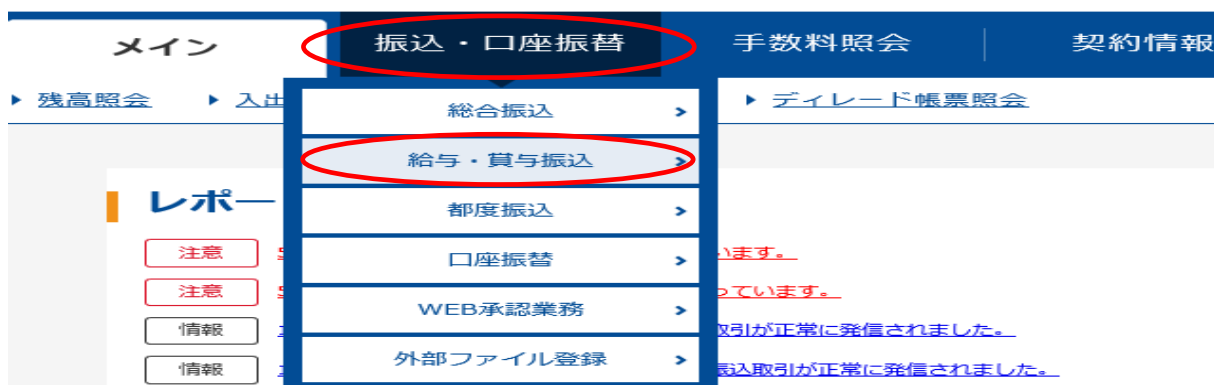 メイン 振込・口座振替 手数料照会 契約情報
残高照会 入出 ディレード帳票照会
総合振込
給与・賞与振込
レポー
都度振込
注意 います。
口座振替
注意 っています。
WEB承認業務
情報 取引が正常に発信されました。
外部ファイル登録
情報 振込取引が正常に発信されました。